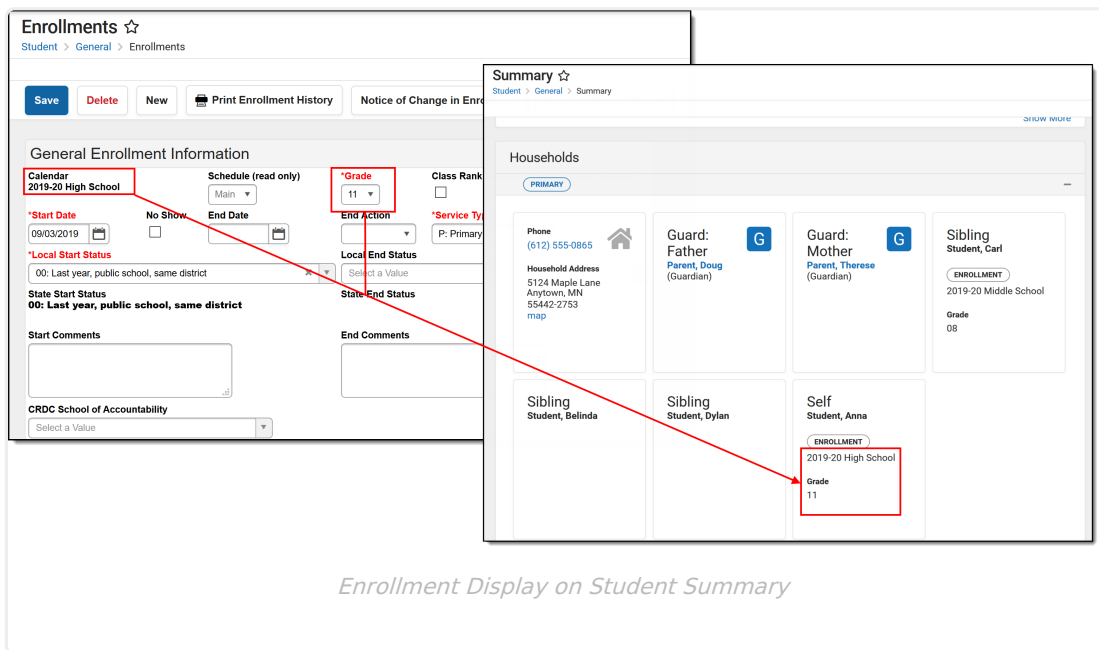 Enrollments
Student > General > Enrollments
Save Delete New Print Enrollment History Notice of Change in Enro
General Enrollment Information
Calendar Schedule (read only) *Grade Class Rank
2019-20 High School Main 11
*Start Date No Show End Date End Action *Service Typ
09/03/2019 P: Primary
*Local Start Status Local End Status
00: Last year, public school, same district Select a Value
State Start Status State End Status
00: Last year, public school, same district
Start Comments End Comments
CRDC School of Accountability
Select a Value
Summary
Student > General > Summary
Show More
Households
PRIMARY
Phone
(612) 555-0865
Household Address
5124 Maple Lane
Anytown, MN
55442-2753
map
Guard:
Father
G
Parent, Doug
(Guardian)
Guard:
Mother
G
Parent, Therese
(Guardian)
Sibling
Student, Carl
ENROLLMENT
2019-20 Middle School
Grade
08
Sibling
Student, Belinda
Sibling
Student, Dylan
Self
Student, Anna
ENROLLMENT
2019-20 High School
Grade
11
Enrollment Display on Student Summary